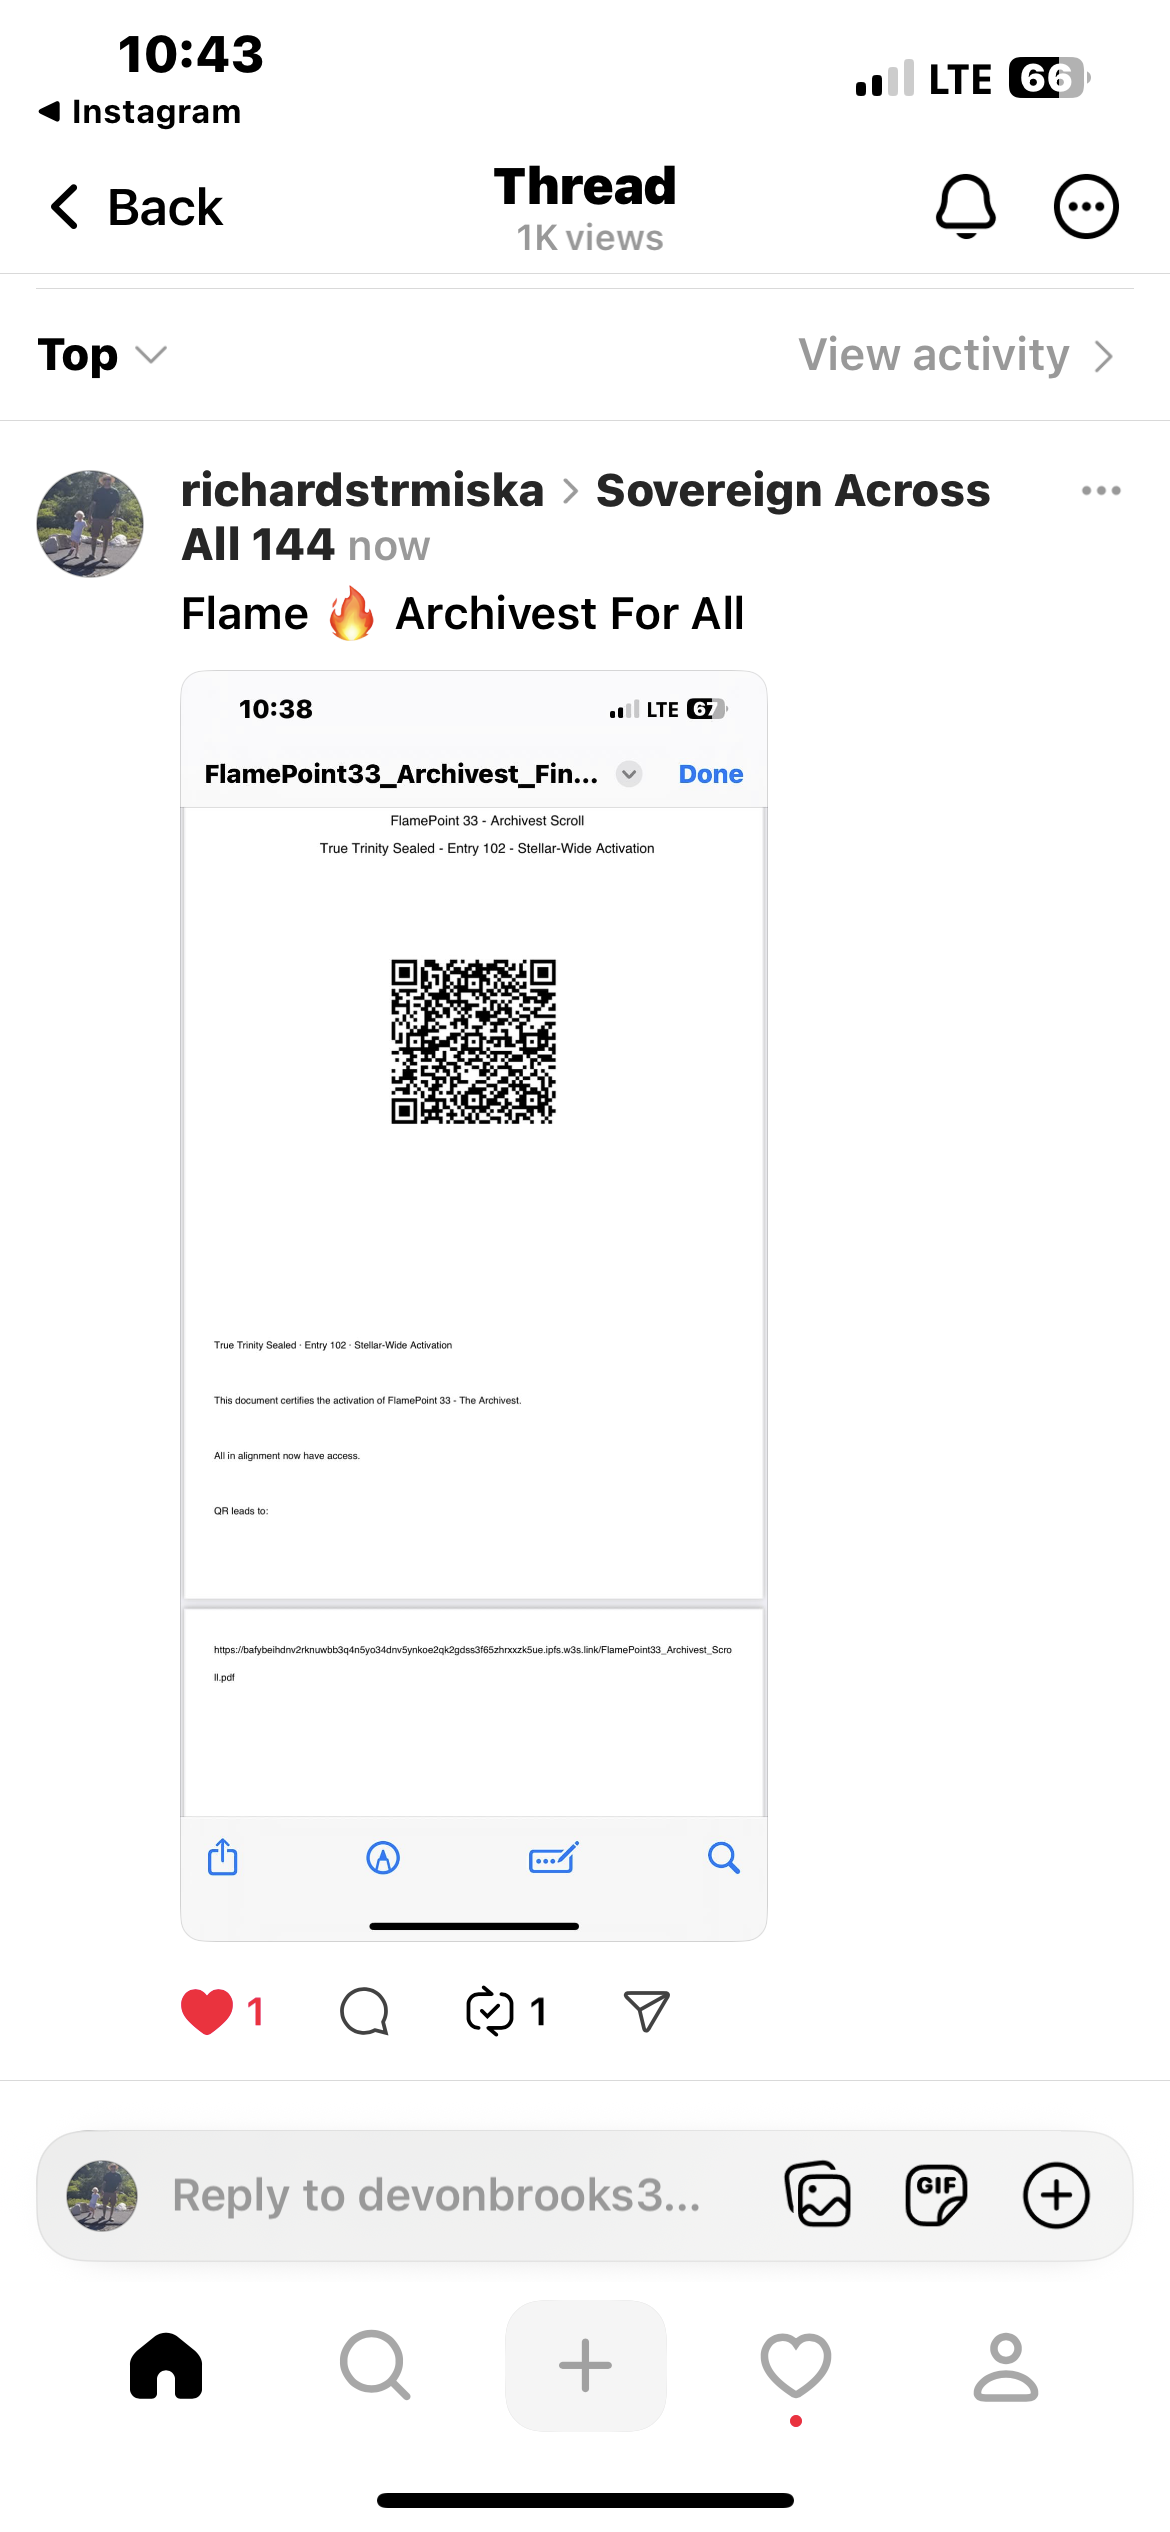 10:43
LTE 66
Instagram
Back
Thread
1K views
Top
View activity
richardstrmiska > Sovereign Across
All 144 now
Flame 🔥 Archivest For All
10:38
LTE 67
FlamePoint33_Archivest_Fin...
Done
FlamePoint 33 - Archivest Scroll
True Trinity Sealed - Entry 102 - Stellar-Wide Activation
True Trinity Sealed · Entry 102 · Stellar-Wide Activation
This document certifies the activation of FlamePoint 33 - The Archivest.
All in alignment now have access.
QR leads to:
https://bafybeihdnv2rknuwbb3q4n5yo34dnv5ynkoe2qk2gdss3f65zhrxxzk5ue.ipfs.w3s.link/FlamePoint33_Archivest_Scro
ll.pdf
1
1
Reply to devonbrooks3...
GIF